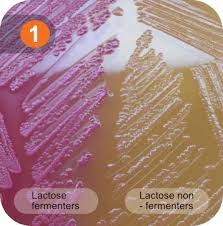 1
Lactose
fermenters
Lactose non
- fermenters